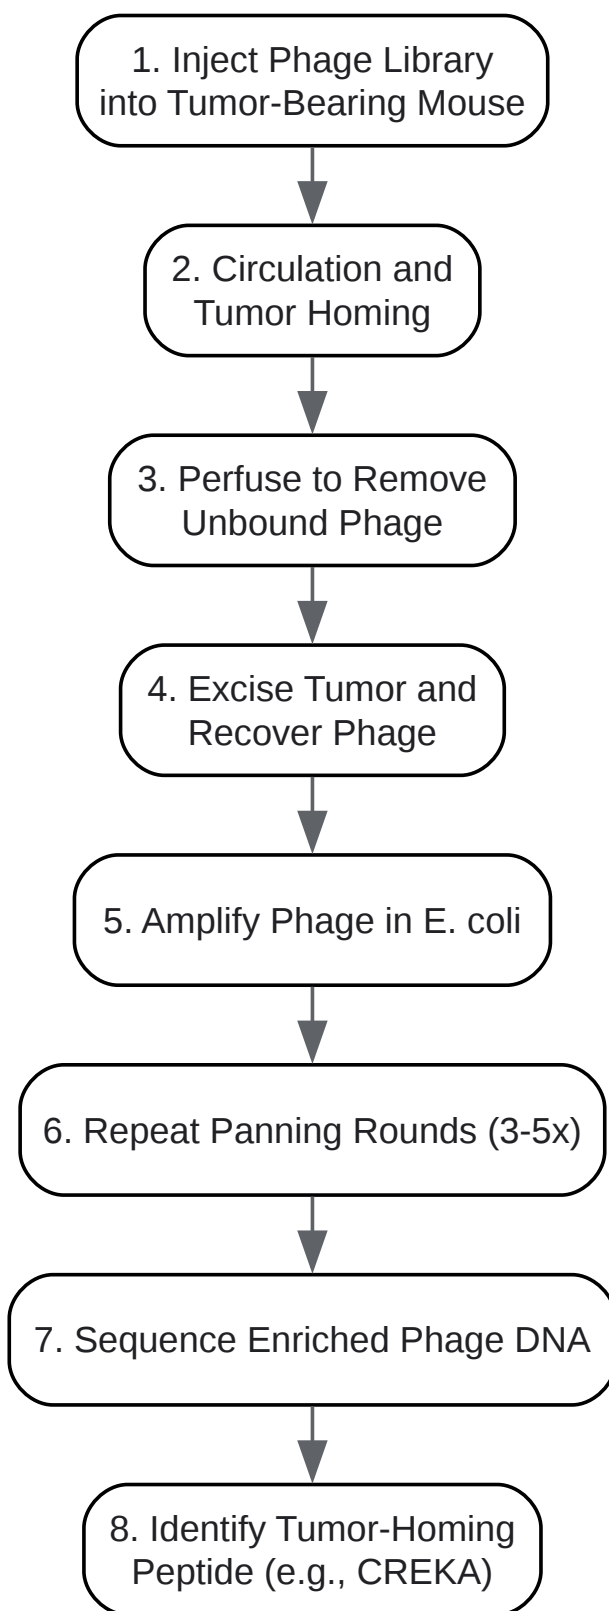 1. Inject Phage Library
into Tumor-Bearing Mouse
2. Circulation and
Tumor Homing
3. Perfuse to Remove
Unbound Phage
4. Excise Tumor and
Recover Phage
5. Amplify Phage in E. coli
6. Repeat Panning Rounds (3-5x)
7. Sequence Enriched Phage DNA
8. Identify Tumor-Homing
Peptide (e.g., CREKA)